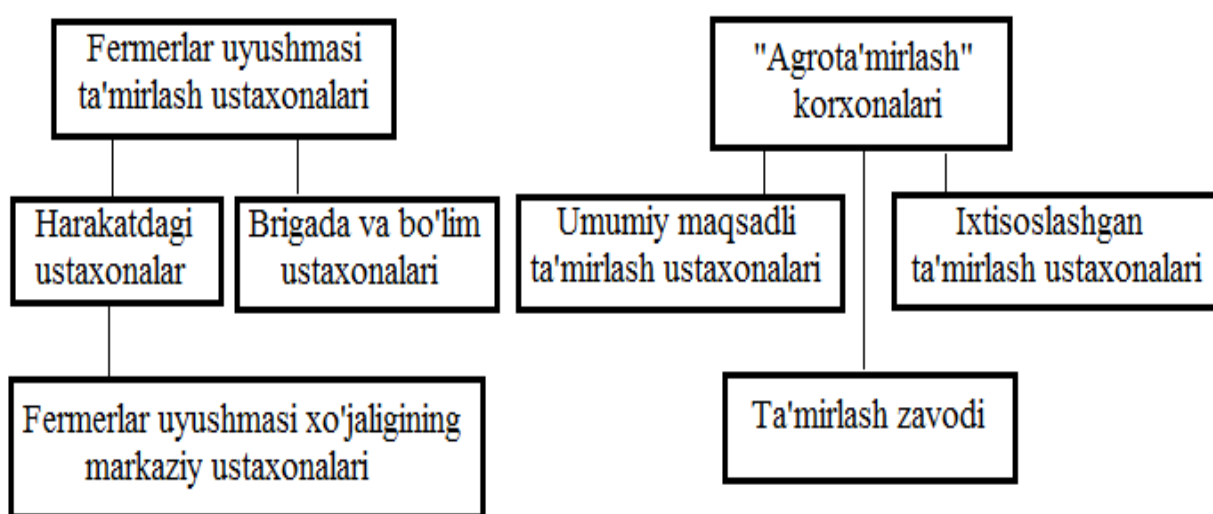 Fermerlar uyushmasi
ta'mirlash ustaxonalari
"Agrota'mirlash"
korxonalari
Harakatdagi
ustaxonalar
Brigada va bo'lim
ustaxonalari
Umumiy maqsadli
ta'mirlash ustaxonalari
Ixtisoslashgan
ta'mirlash ustaxonalari
Fermerlar uyushmasi xo'jaligining
markaziy ustaxonalari
Ta'mirlash zavodi